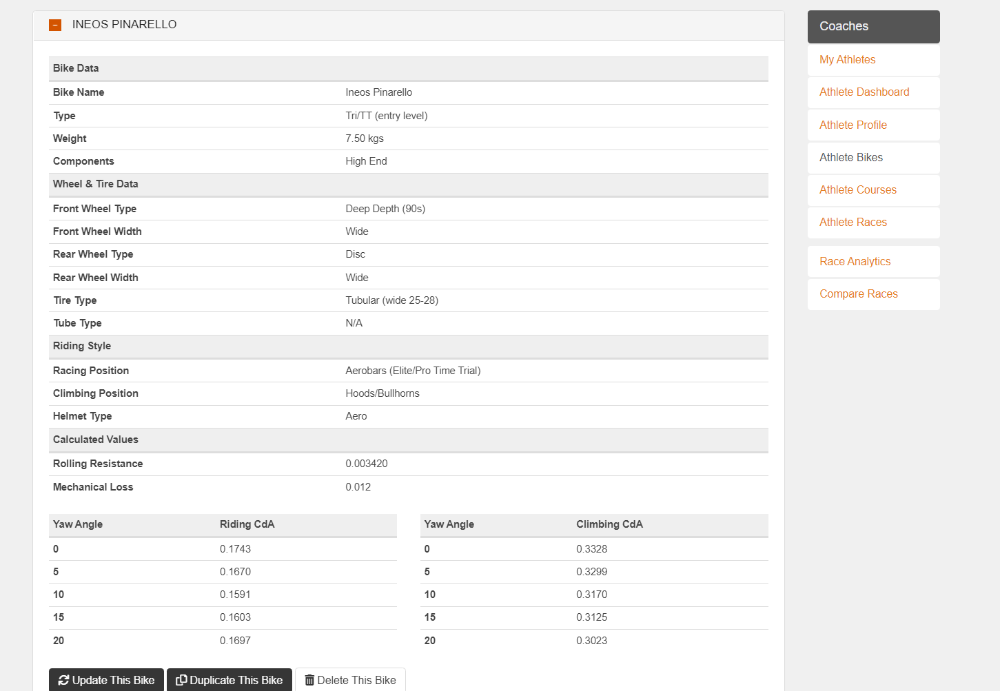 INEOS PINARELLO
Bike Data
Bike Name Ineos Pinarello
Type Tri/TT (entry level)
Weight 7.50 kgs
Components High End
Wheel & Tire Data
Front Wheel Type Deep Depth (90s)
Front Wheel Width Wide
Rear Wheel Type Disc
Rear Wheel Width Wide
Tire Type Tubular (wide 25-28)
Tube Type N/A
Riding Style
Racing Position Aerobars (Elite/Pro Time Trial)
Climbing Position Hoods/Bullhorns
Helmet Type Aero
Calculated Values
Rolling Resistance 0.003420
Mechanical Loss 0.012
Yaw Angle Riding CdA
0 0.1743
5 0.1670
10 0.1591
15 0.1603
20 0.1697
Yaw Angle Climbing CdA
0 0.3328
5 0.3299
10 0.3170
15 0.3125
20 0.3023
Update This Bike Duplicate This Bike Delete This Bike
Coaches
My Athletes
Athlete Dashboard
Athlete Profile
Athlete Bikes
Athlete Courses
Athlete Races
Race Analytics
Compare Races